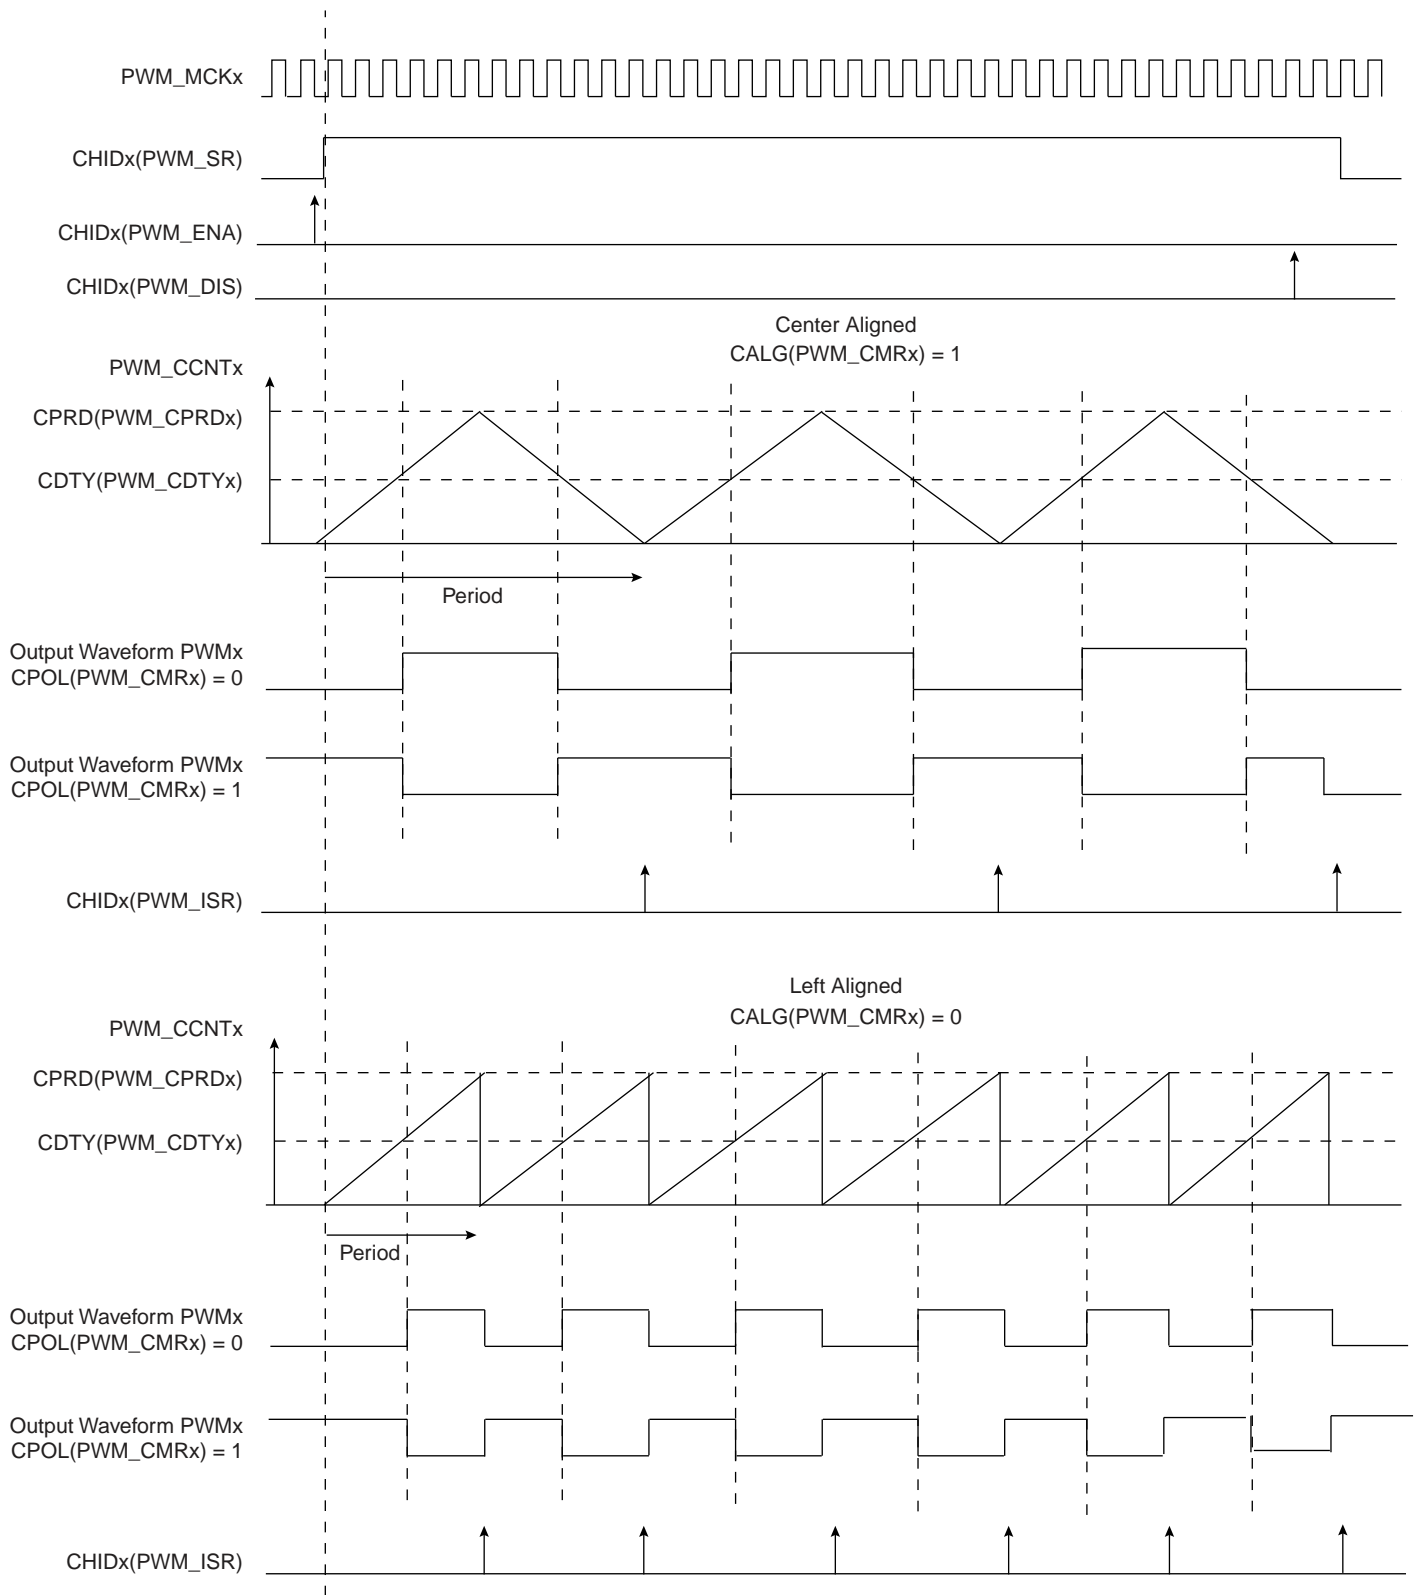 PWM_MCKx
CHIDx(PWM_SR)
CHIDx(PWM_ENA)
CHIDx(PWM_DIS)
Center Aligned
CALG(PWM_CMRx) = 1
PWM_CCNTx
CPRD(PWM_CPRDx)
CDTY(PWM_CDTYx)
Period
Output Waveform PWMx
CPOL(PWM_CMRx) = 0
Output Waveform PWMx
CPOL(PWM_CMRx) = 1
CHIDx(PWM_ISR)
Left Aligned
CALG(PWM_CMRx) = 0
PWM_CCNTx
CPRD(PWM_CPRDx)
CDTY(PWM_CDTYx)
Period
Output Waveform PWMx
CPOL(PWM_CMRx) = 0
Output Waveform PWMx
CPOL(PWM_CMRx) = 1
CHIDx(PWM_ISR)